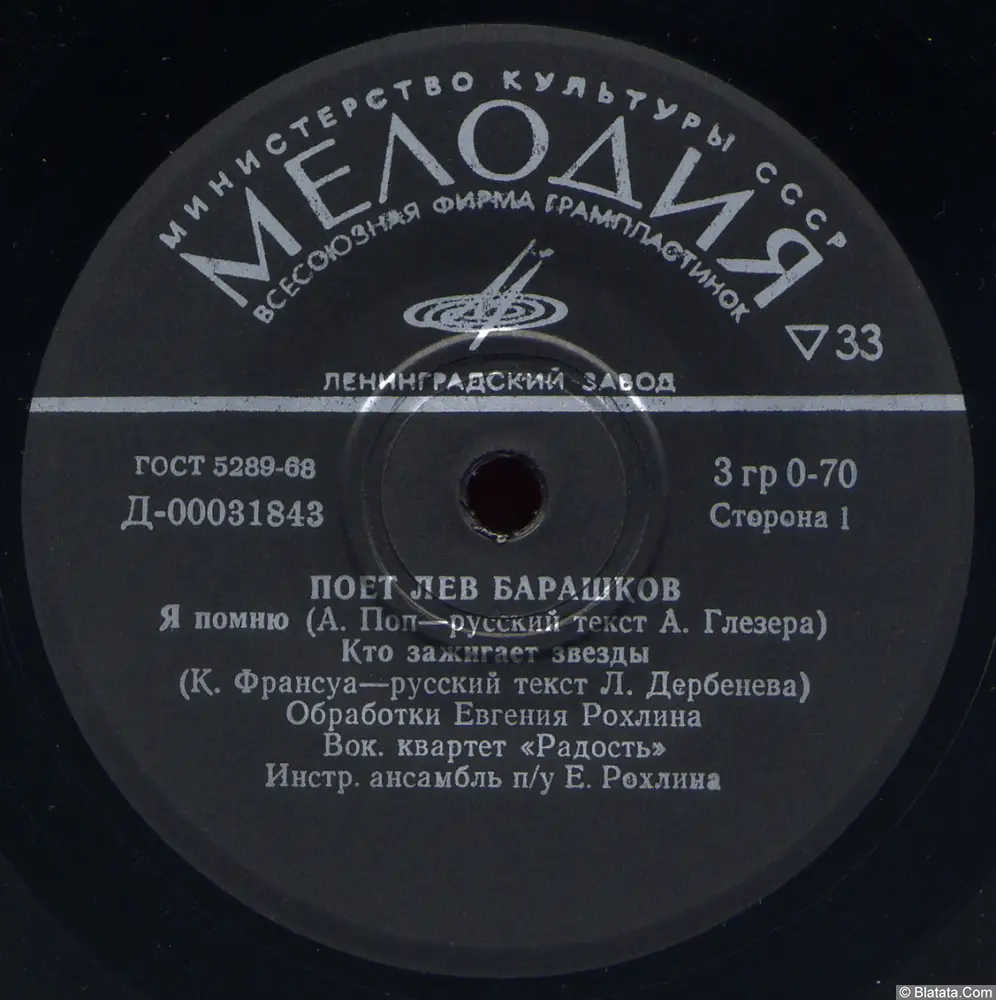 МИНИСТЕРСТВО КУЛЬТУРЫ СССР
МЕЛОДИЯ
ВСЕСОЮЗНАЯ ФИРМА ГРАМПЛАСТИНОК
33
ЛЕНИНГРАДСКИЙ ЗАВОД
ГОСТ 5289-68
3 гр 0-70
Д-00031843
Сторона 1
ПОЕТ ЛЕВ БАРАШКОВ
Я помню (А. Поп—русский текст А. Глезера)
Кто зажигает звезды
(К. Франсуа—русский текст Л. Дербенева)
Обработки Евгения Рохлина
Вок. квартет «Радость»
Инстр. ансамбль п/у Е. Рохлина
© Blatata.Com